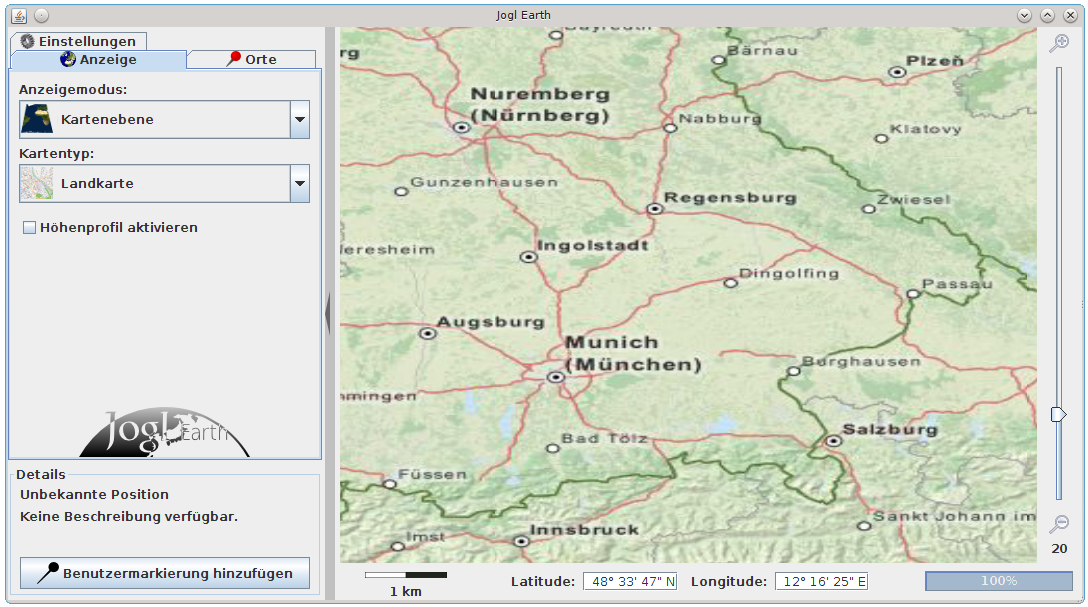 Jogl Earth
Einstellungen
Anzeige
Orte
Anzeigemodus:
Kartenebene
Kartentyp:
Landkarte
Höhenprofil aktivieren
Jogl Earth
Details
Unbekannte Position
Keine Beschreibung verfügbar.
Benutzermarkierung hinzufügen
Bayreuth
rg
Bärnau
Plzeň
Nuremberg
(Nürnberg)
Nabburg
Klatovy
Gunzenhausen
Regensburg
Zwiesel
Ingolstadt
leresheim
Dingolfing
Passau
Augsburg
Munich
(München)
Burghausen
mingen
Salzburg
Bad Tölz
Füssen
Sankt Johann im
Innsbruck
Imst
20
1 km
Latitude:
48° 33' 47" N
Longitude:
12° 16' 25" E
100%